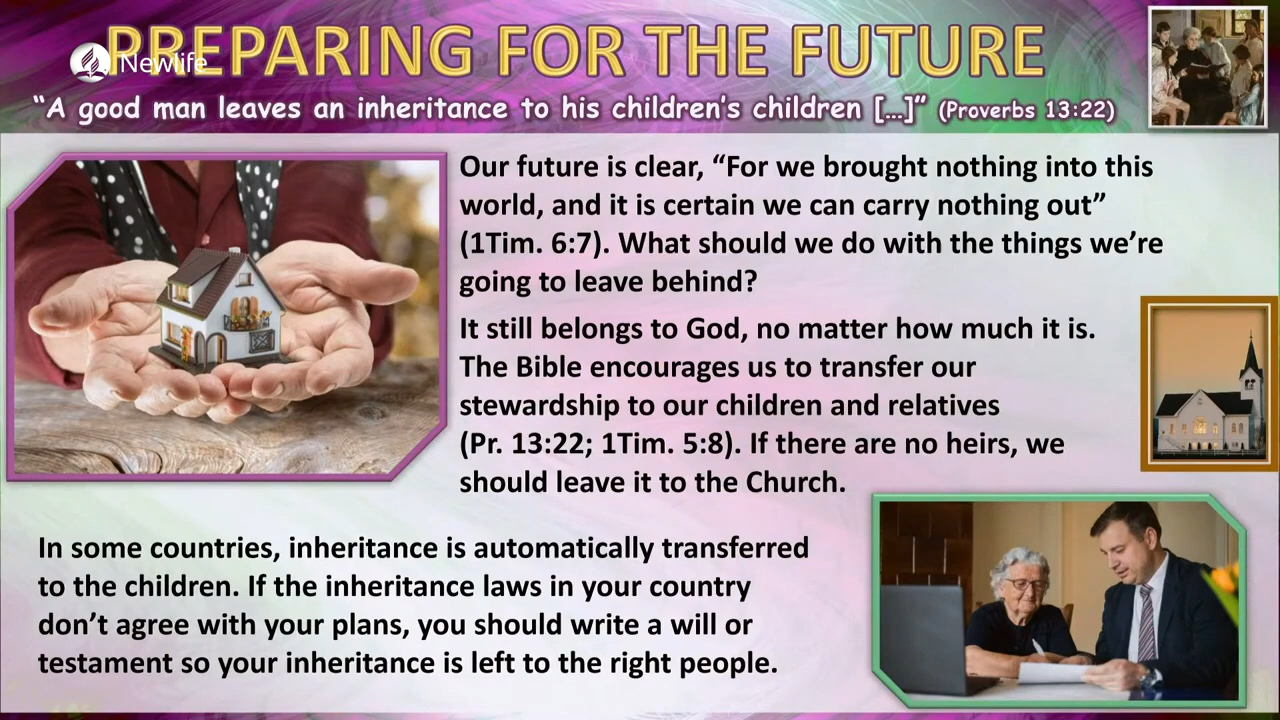 PREPARING FOR THE FUTURE
Newlife
“A good man leaves an inheritance to his children’s children […]” (Proverbs 13:22)
Our future is clear, “For we brought nothing into this
world, and it is certain we can carry nothing out”
(1Tim. 6:7). What should we do with the things we’re
going to leave behind?
It still belongs to God, no matter how much it is.
The Bible encourages us to transfer our
stewardship to our children and relatives
(Pr. 13:22; 1Tim. 5:8). If there are no heirs, we
should leave it to the Church.
In some countries, inheritance is automatically transferred
to the children. If the inheritance laws in your country
don’t agree with your plans, you should write a will or
testament so your inheritance is left to the right people.